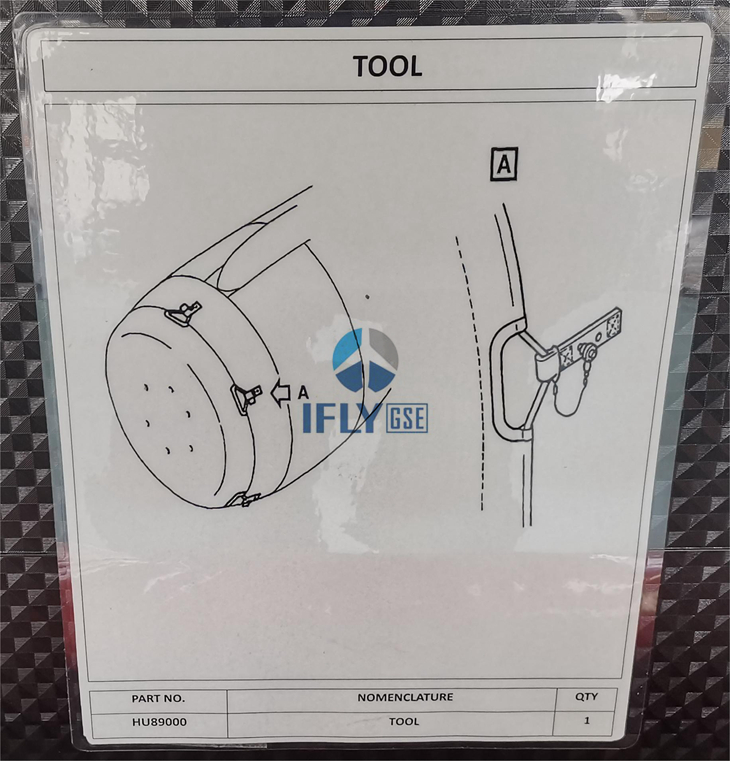 TOOL
A
A
IFLY GSE
PART NO. NOMENCLATURE QTY
HU89000 TOOL 1